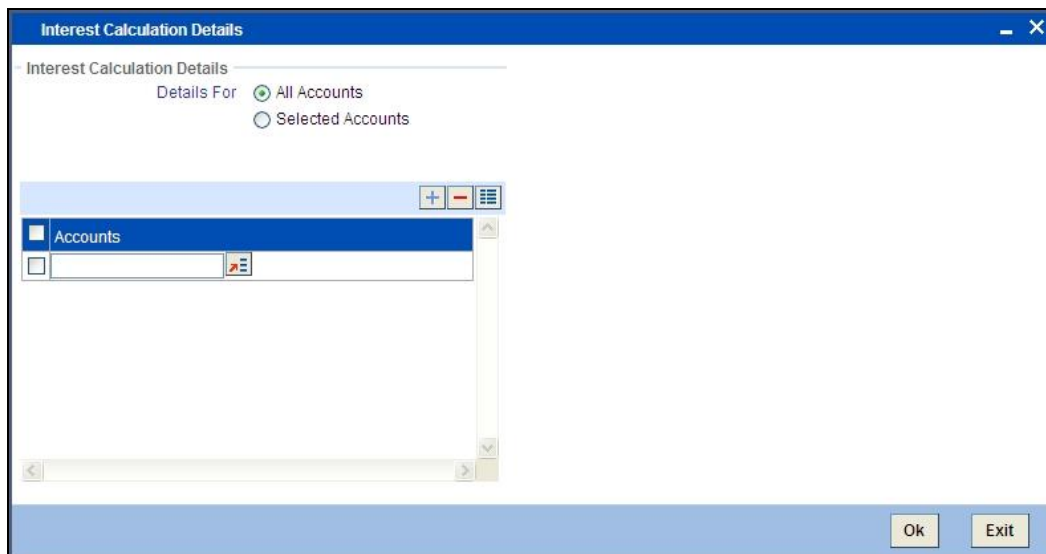 Interest Calculation Details
Interest Calculation Details
Details For All Accounts
Selected Accounts
Accounts
Ok Exit